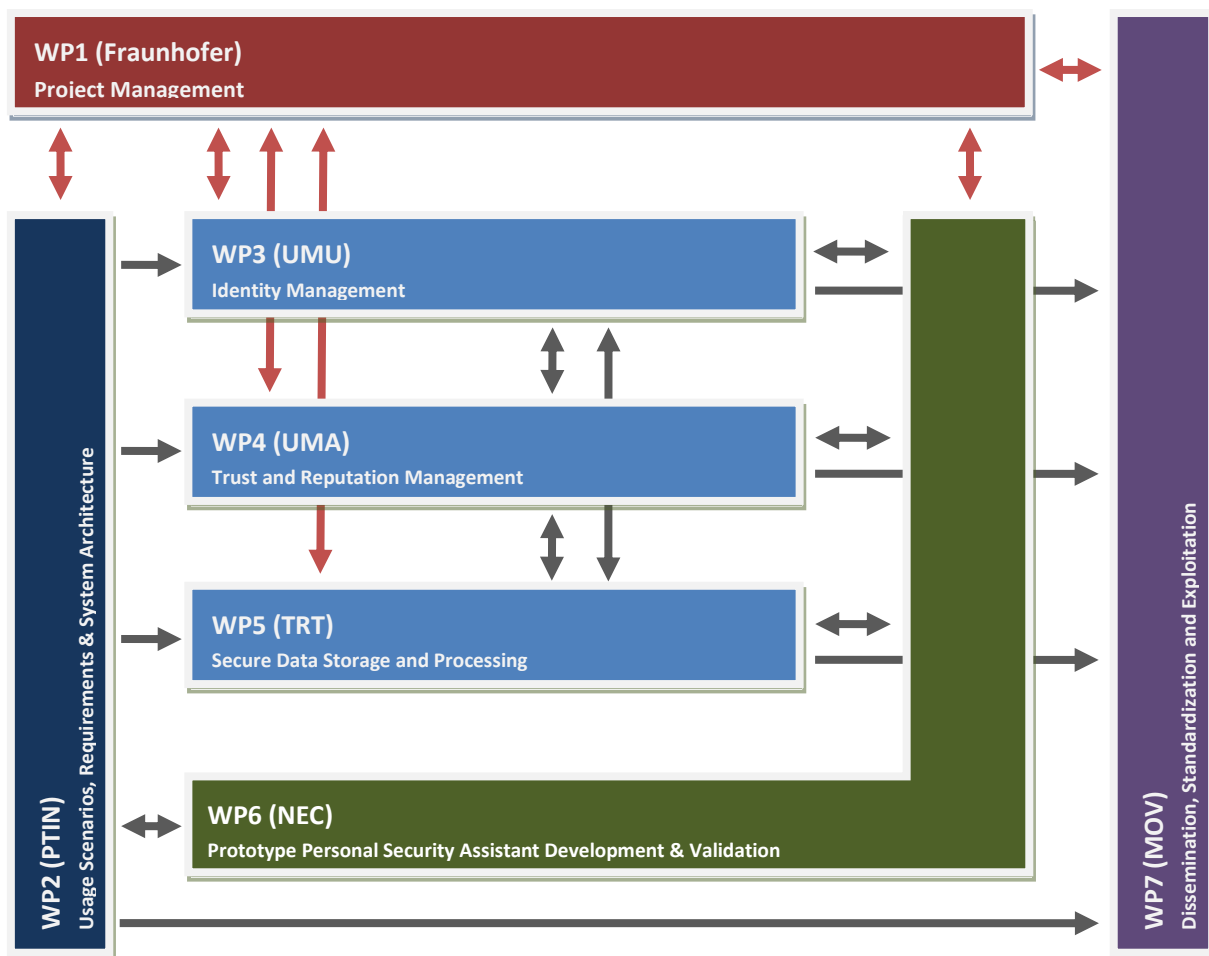 WP1 (Fraunhofer)
Project Management
WP2 (PTIN)
Usage Scenarios, Requirements & System Architecture
WP3 (UMU)
Identity Management
WP4 (UMA)
Trust and Reputation Management
WP5 (TRT)
Secure Data Storage and Processing
WP6 (NEC)
Prototype Personal Security Assistant Development & Validation
WP7 (MOV)
Dissemination, Standardization and Exploitation